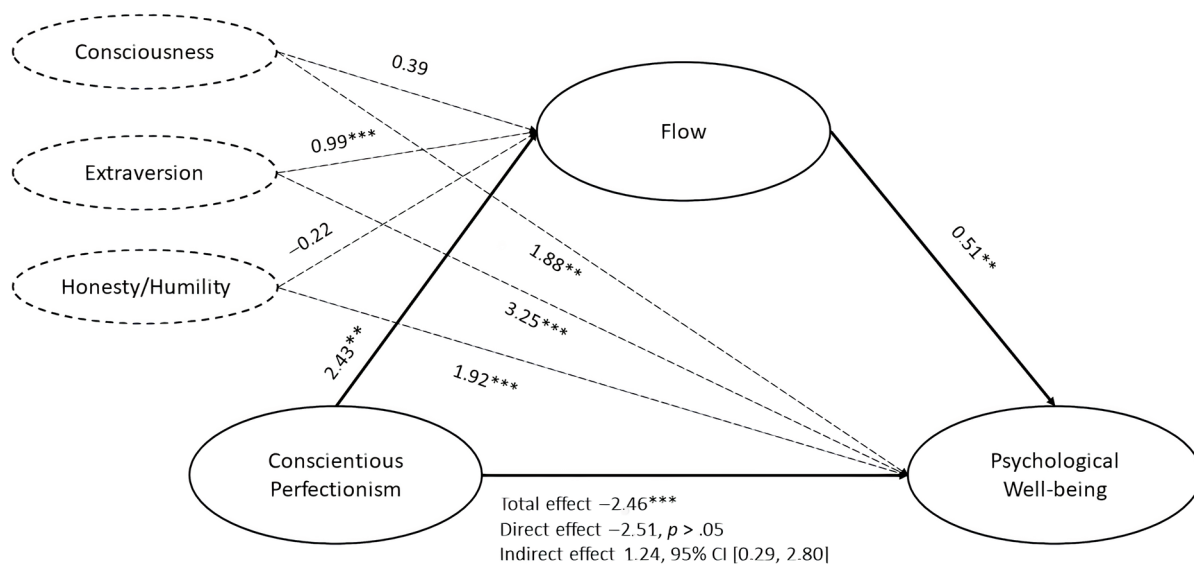 Consciousness
0.39
Flow
Extraversion
0.99***
−0.22
Honesty/Humility
0.51**
1.88**
3.25***
1.92***
2.43**
Conscientious
Perfectionism
Psychological
Well-being
Total effect −2.46***
Direct effect −2.51, p > .05
Indirect effect 1.24, 95% CI [0.29, 2.80]